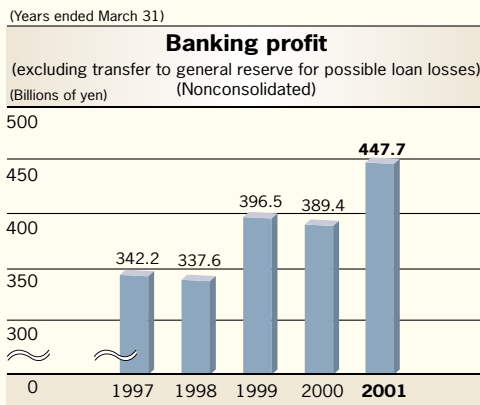 (Years ended March 31)
Banking profit
(excluding transfer to general reserve for possible loan losses)
(Billions of yen)
(Nonconsolidated)
500
447.7
450
396.5
389.4
400
342.2
337.6
350
300
0
1997 1998 1999 2000 2001